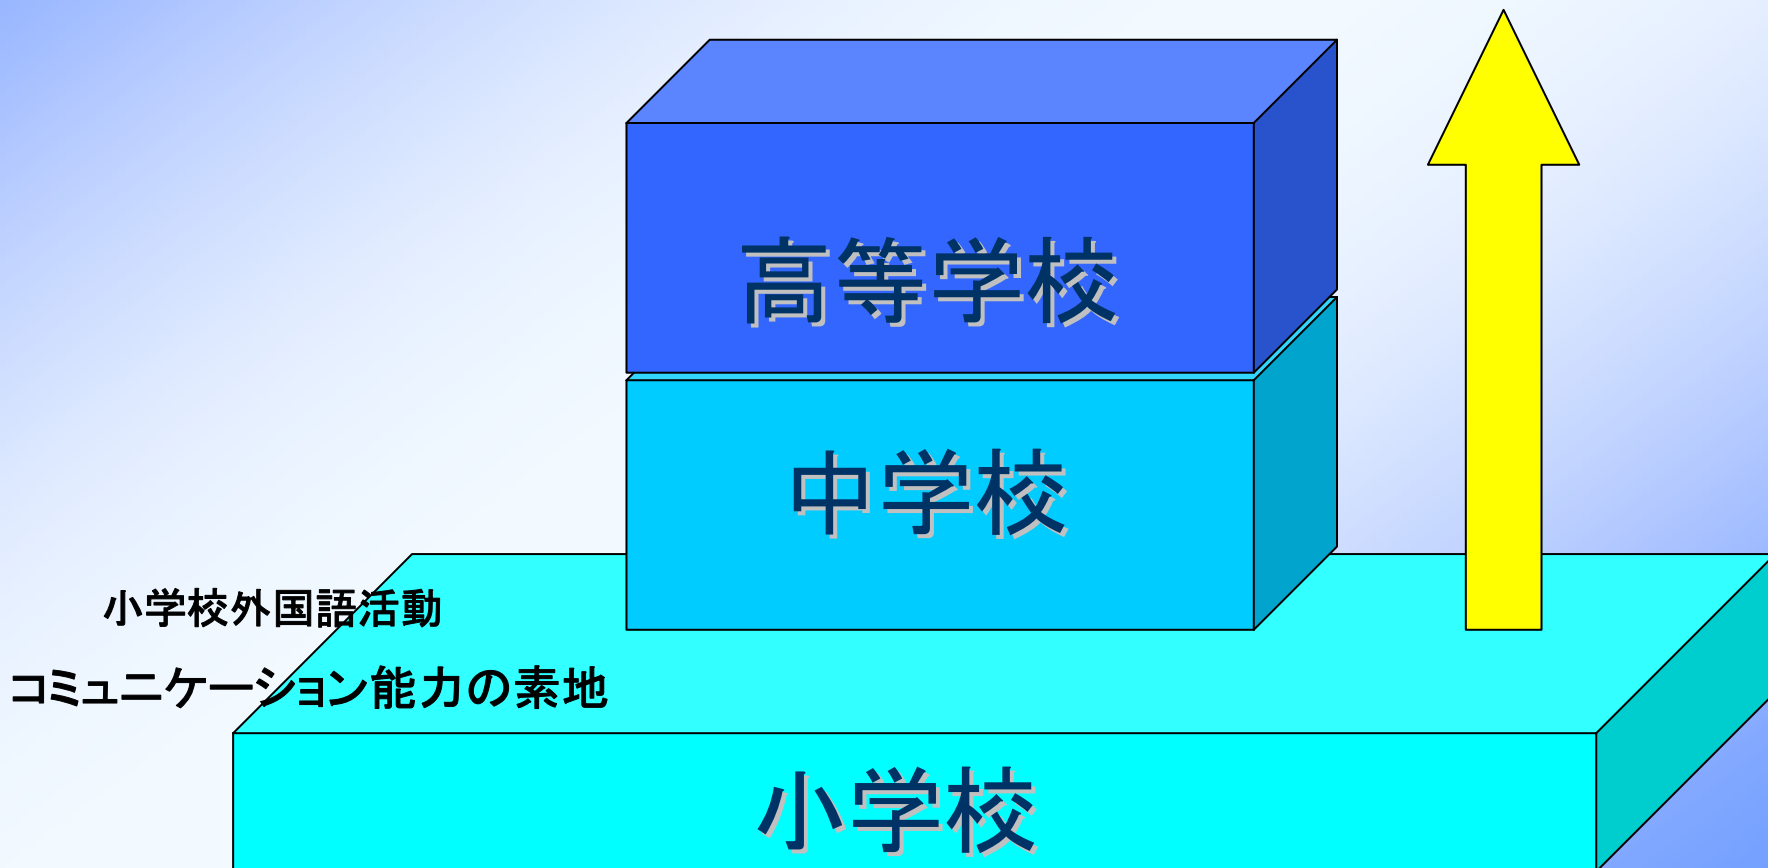 高等学校
中学校
小学校外国語活動
コミュニケーション能力の素地
小学校